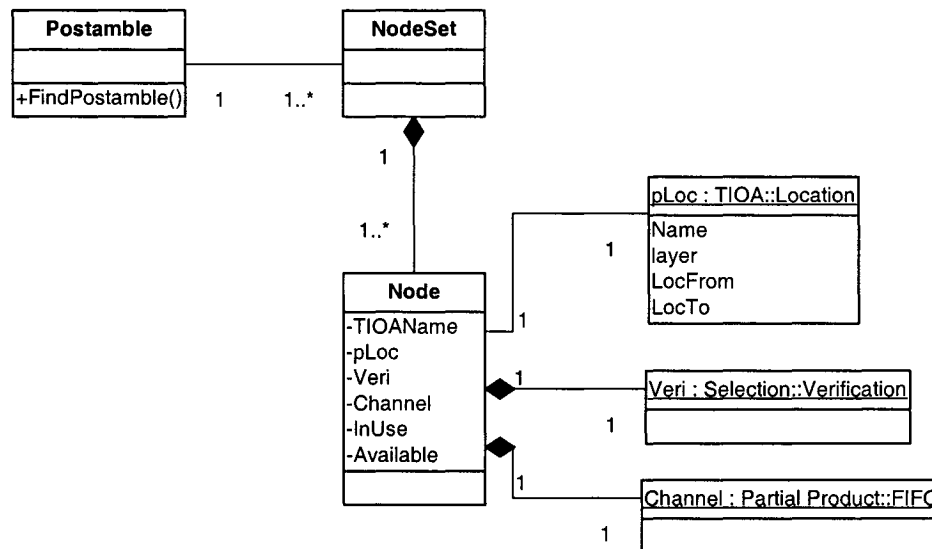 Postamble
NodeSet
+FindPostamble()
1
1..*
1
1..*
pLoc : TIOA::Location
Name
layer
LocFrom
LocTo
1
Node
-TIOAName
-pLoc
-Veri
-Channel
-InUse
-Available
1
1
Veri : Selection::Verification
1
1
Channel : Partial Product::FIFO
1